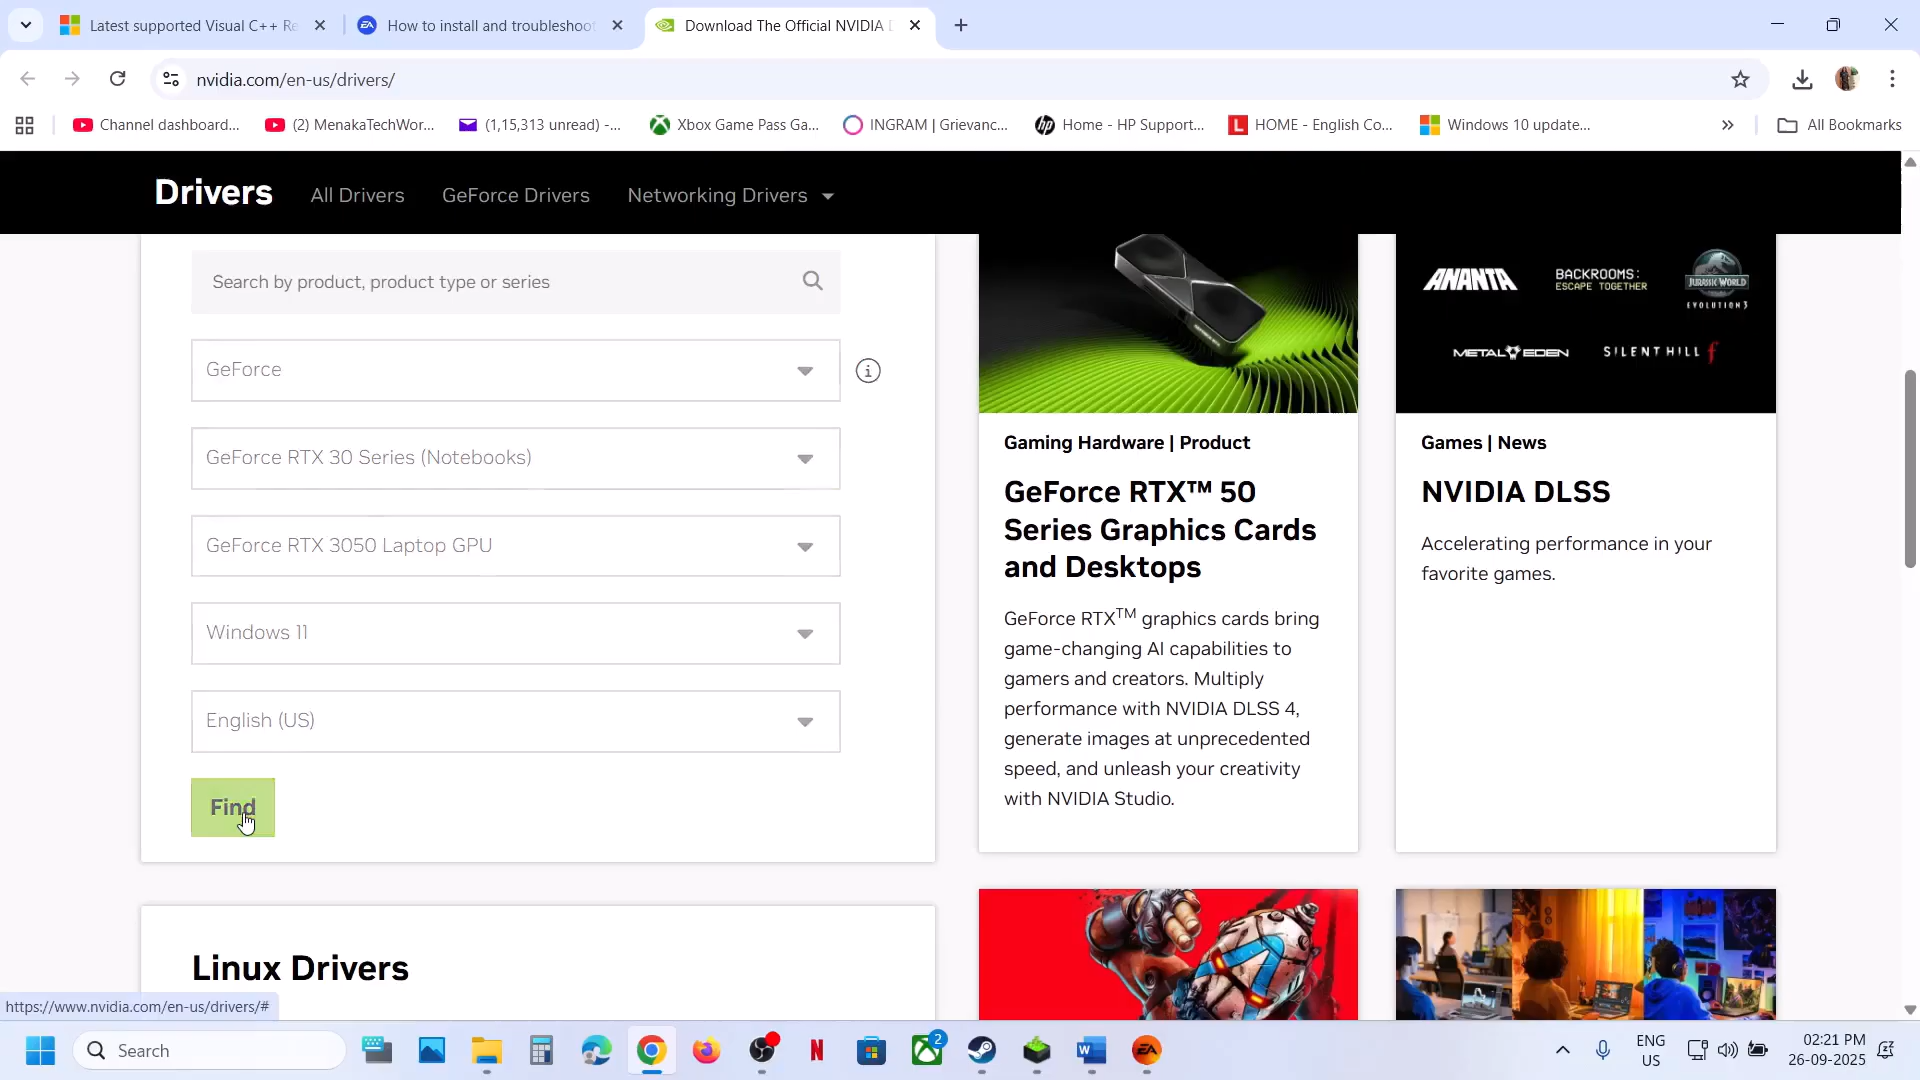 Latest supported Visual C++ Re
How to install and troubleshoot
Download The Official NVIDIA D
nvidia.com/en-us/drivers/
Channel dashboard...
(2) MenakaTechWor...
(1,15,313 unread) -...
Xbox Game Pass Ga...
INGRAM | Grievanc...
Home - HP Support...
HOME - English Co...
Windows 10 update...
All Bookmarks
Drivers
All Drivers
GeForce Drivers
Networking Drivers
Search by product, product type or series
GeForce
GeForce RTX 30 Series (Notebooks)
GeForce RTX 3050 Laptop GPU
Windows 11
English (US)
Find
Linux Drivers
Gaming Hardware | Product
GeForce RTX™ 50
Series Graphics Cards
and Desktops
GeForce RTX™ graphics cards bring
game-changing AI capabilities to
gamers and creators. Multiply
performance with NVIDIA DLSS 4,
generate images at unprecedented
speed, and unleash your creativity
with NVIDIA Studio.
ANANTA
BACKROOMS:
ESCAPE TOGETHER
JURASSIC WORLD
EVOLUTION 3
METAL EDEN
SILENT HILL f
Games | News
NVIDIA DLSS
Accelerating performance in your
favorite games.
https://www.nvidia.com/en-us/drivers/#
Search
2
ENG
US
02:21 PM
26-09-2025